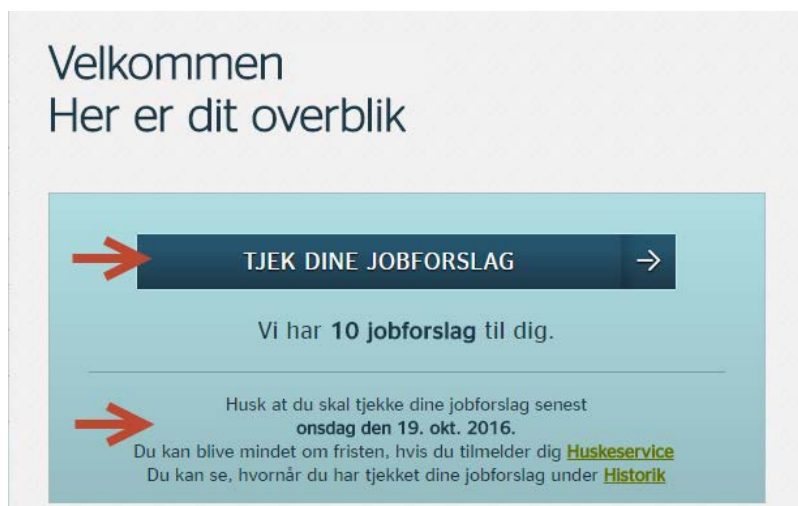 Velkommen
Her er dit overblik
TJEK DINE JOBFORSLAG
Vi har 10 jobforslag til dig.
Husk at du skal tjekke dine jobforslag senest
onsdag den 19. okt. 2016.
Du kan blive mindet om fristen, hvis du tilmelder dig Huskeservice
Du kan se, hvornår du har tjekket dine jobforslag under Historik